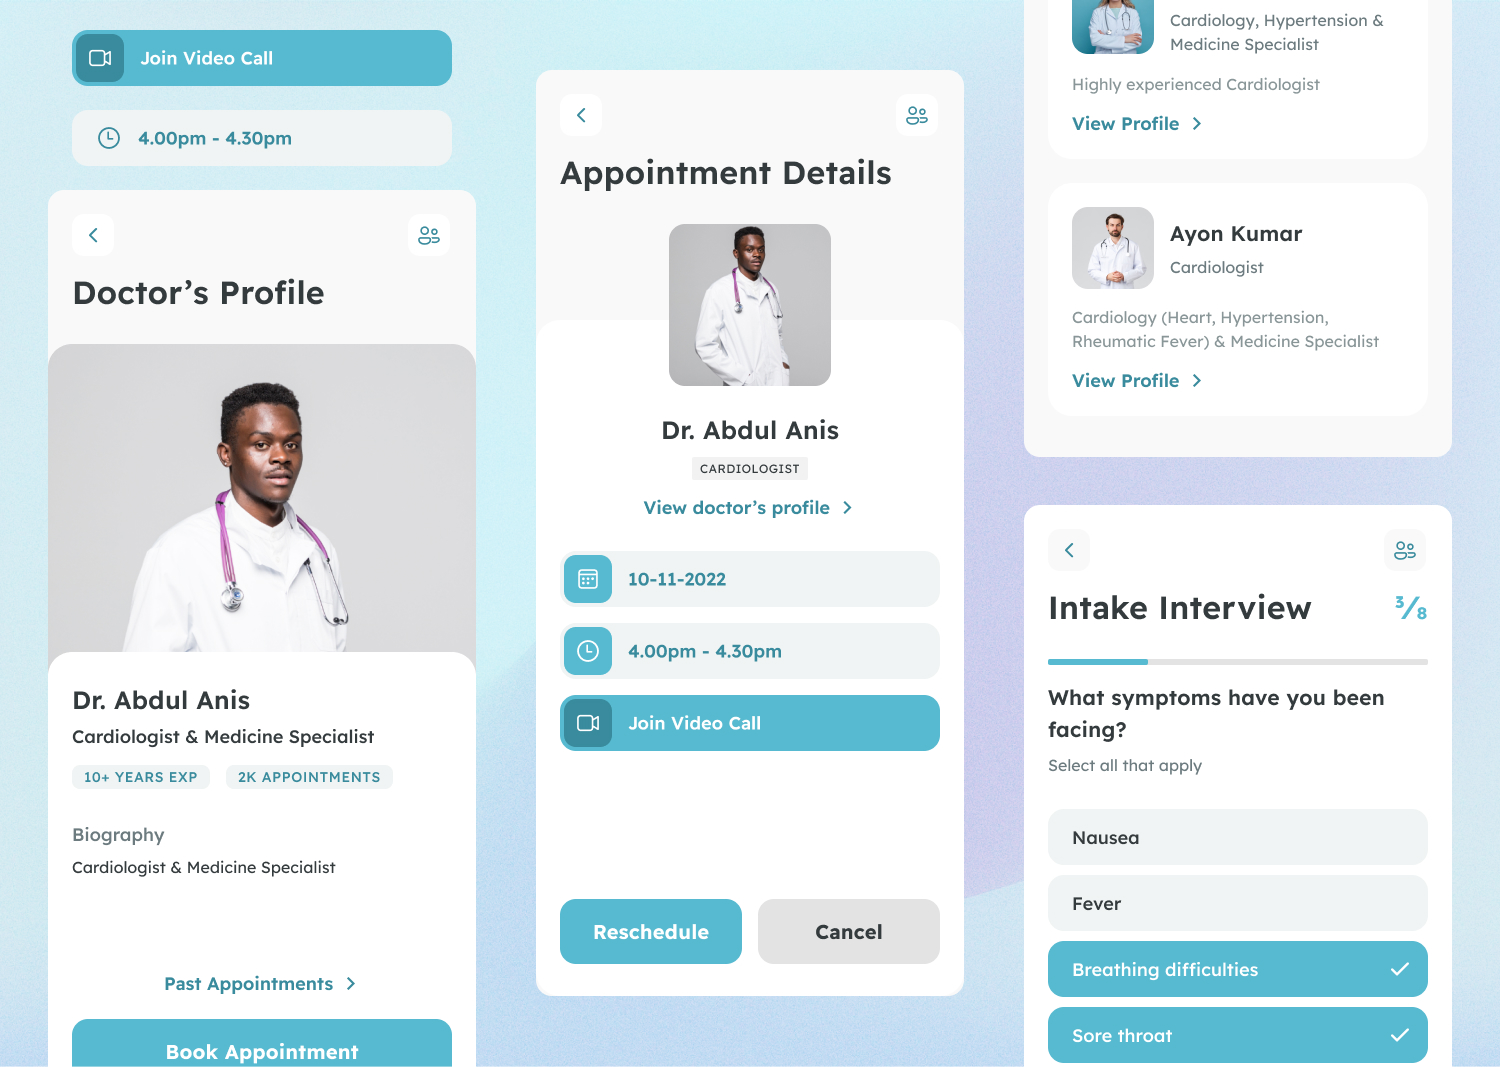 Join Video Call
4.00pm - 4.30pm
Doctor’s Profile
Dr. Abdul Anis
Cardiologist & Medicine Specialist
10+ YEARS EXP
2K APPOINTMENTS
Biography
Cardiologist & Medicine Specialist
Past Appointments
Book Appointment
Appointment Details
Dr. Abdul Anis
CARDIOLOGIST
View doctor’s profile
10-11-2022
4.00pm - 4.30pm
Join Video Call
Reschedule
Cancel
Cardiology, Hypertension &
Medicine Specialist
Highly experienced Cardiologist
View Profile
Ayon Kumar
Cardiologist
Cardiology (Heart, Hypertension,
Rheumatic Fever) & Medicine Specialist
View Profile
Intake Interview
3/8
What symptoms have you been
facing?
Select all that apply
Nausea
Fever
Breathing difficulties
Sore throat